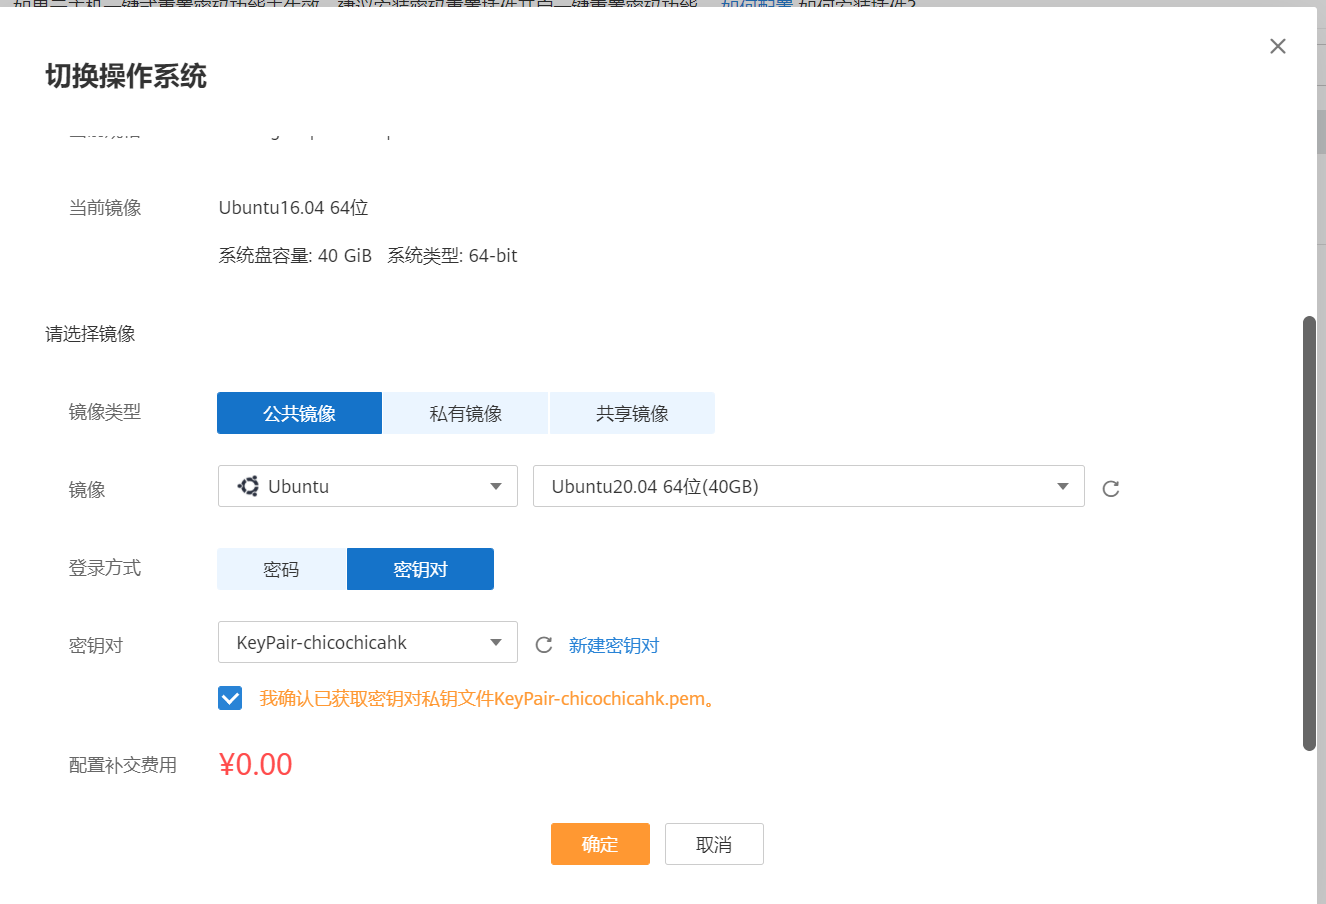 如何配置
切换操作系统
当前镜像 Ubuntu16.04 64位
系统盘容量: 40 GiB 系统类型: 64-bit
请选择镜像
镜像类型 公共镜像 私有镜像 共享镜像
镜像 Ubuntu Ubuntu20.04 64位(40GB)
登录方式 密码 密钥对
密钥对 KeyPair-chicochicahk 新建密钥对
我确认已获取密钥对私钥文件KeyPair-chicochicahk.pem。
配置补交费用 ¥0.00
确定 取消